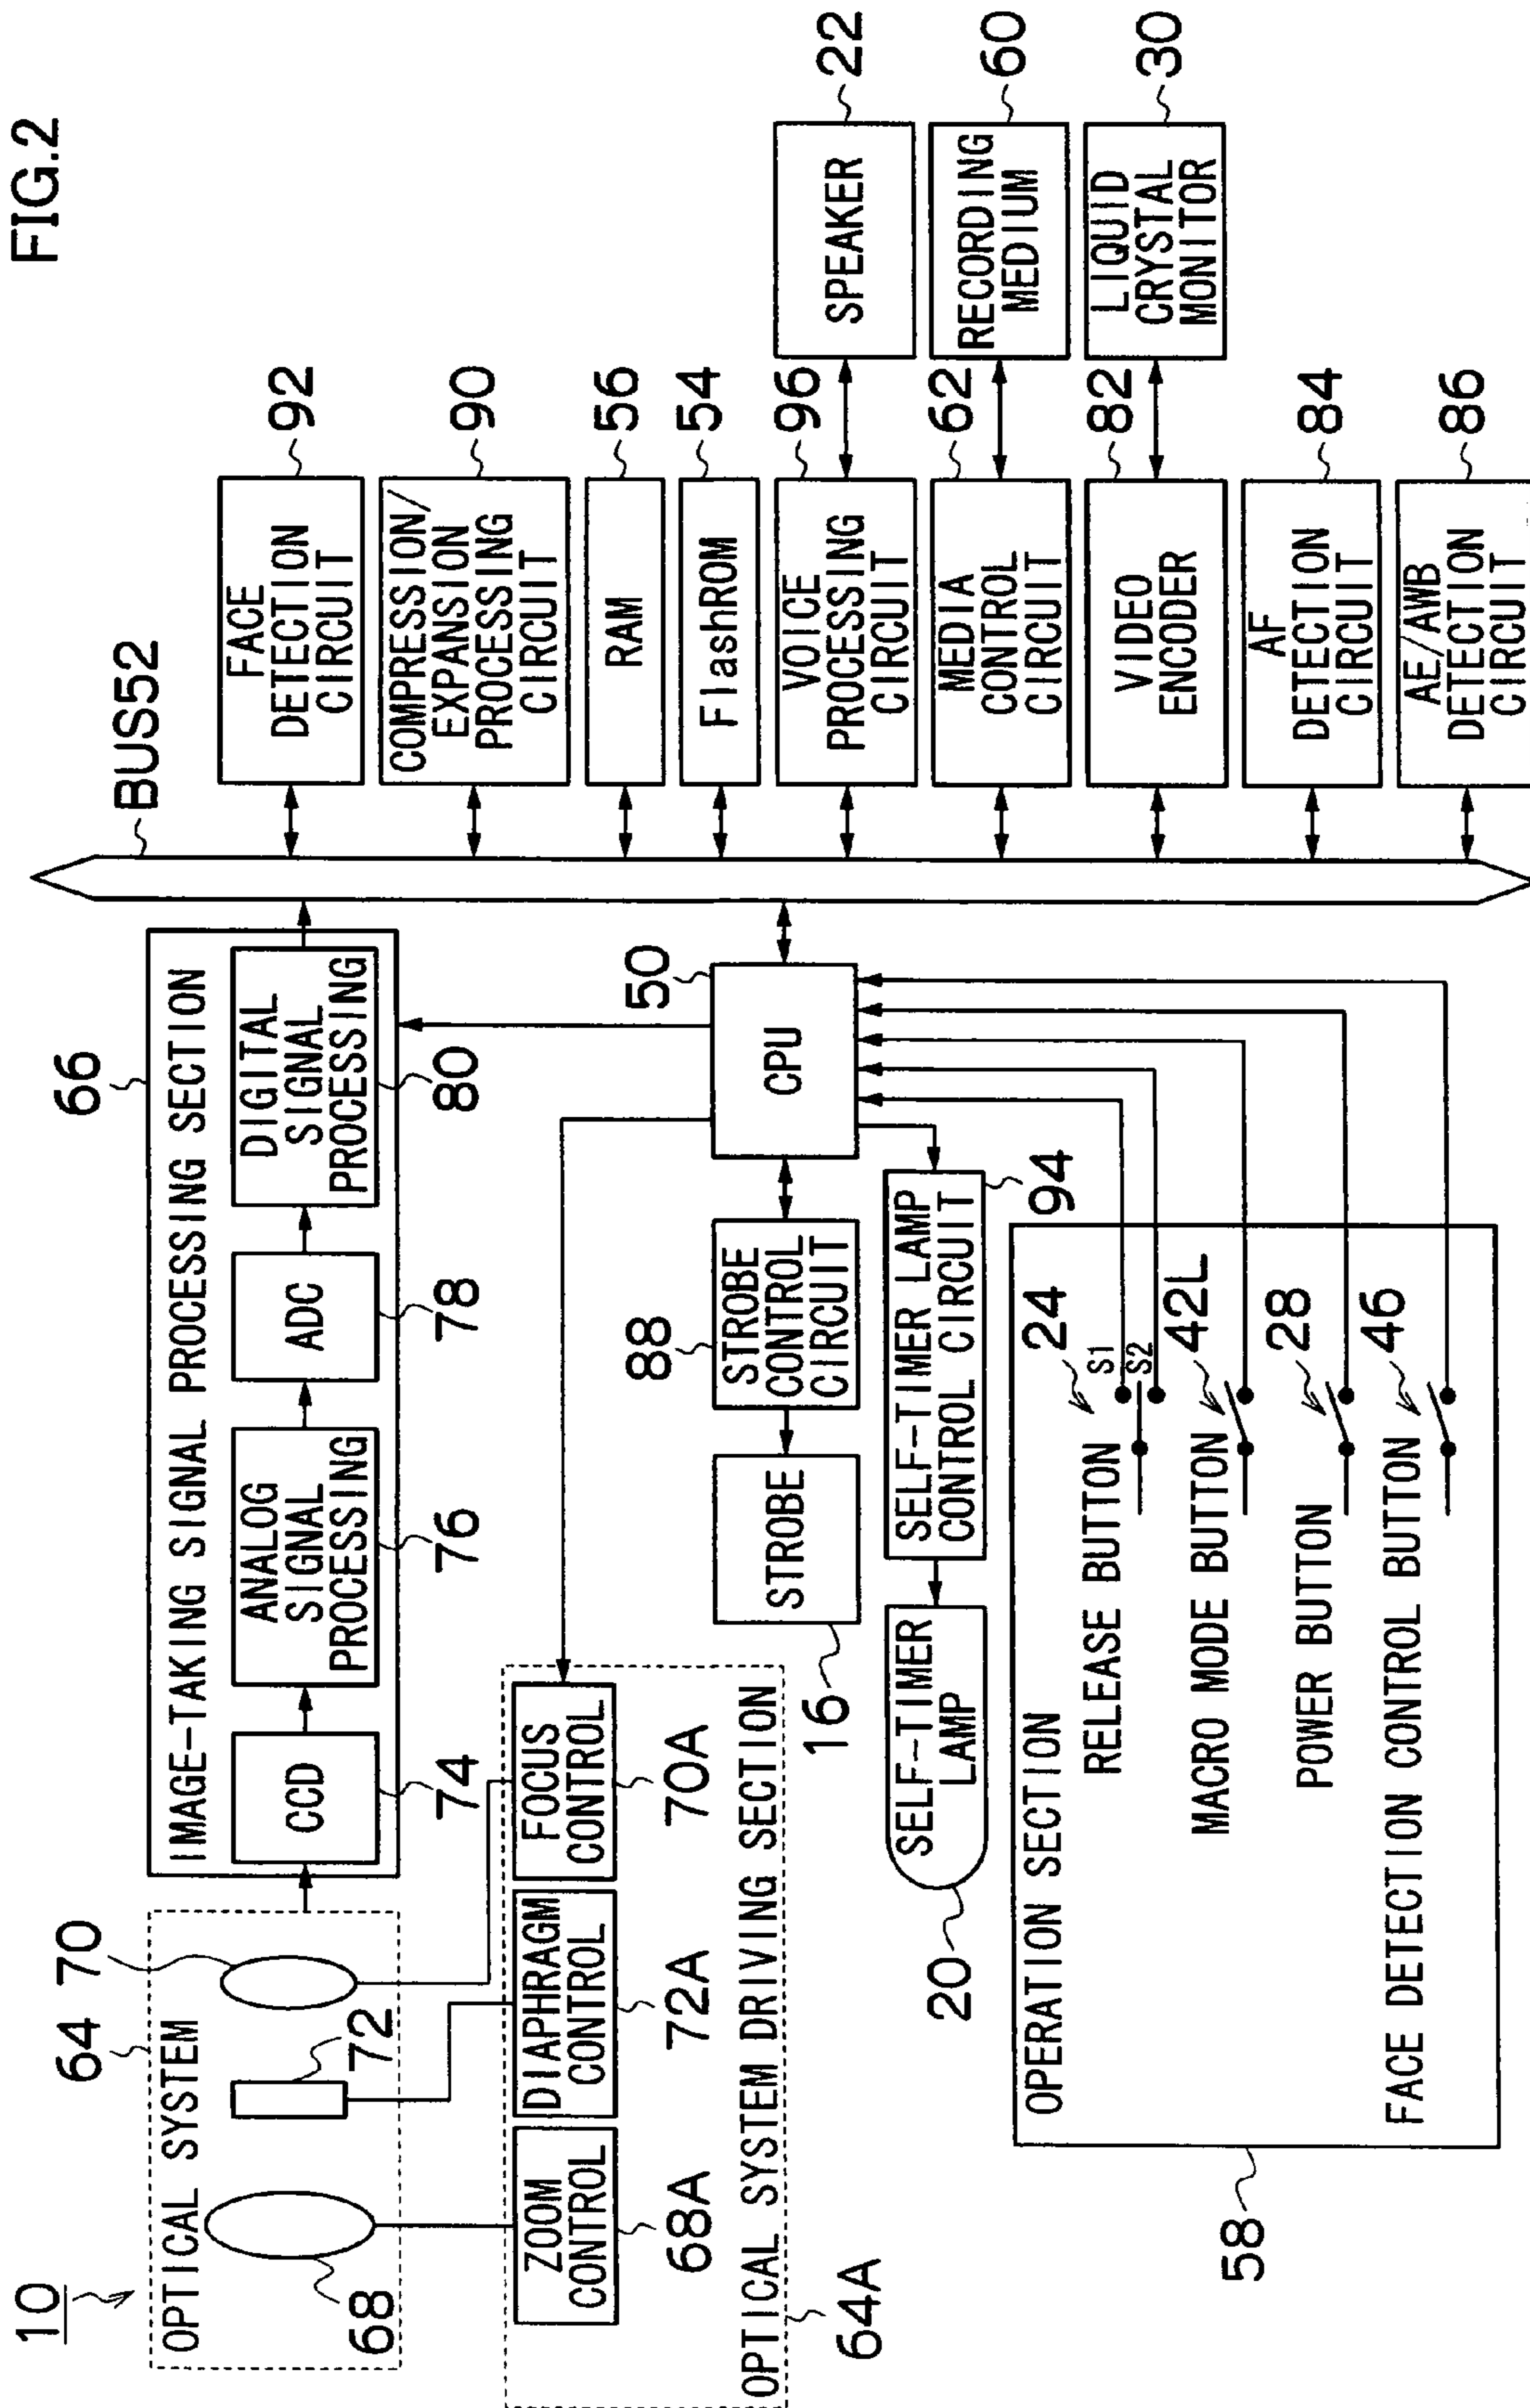 FIG.2
10
OPTICAL SYSTEM
64
70
72
68
66
IMAGE-TAKING SIGNAL PROCESSING SECTION
CCD
74
ANALOG
SIGNAL
PROCESSING
76
ADC
78
DIGITAL
SIGNAL
PROCESSING
80
BUS52
FACE
DETECTION
CIRCUIT
92
COMPRESSION/
EXPANSION
PROCESSING
CIRCUIT
90
RAM
56
FlashROM
54
VOICE
PROCESSING
CIRCUIT
96
SPEAKER
22
MEDIA
CONTROL
CIRCUIT
62
RECORDING
MEDIUM
60
VIDEO
ENCODER
82
LIQUID
CRYSTAL
MONITOR
30
AF
DETECTION
CIRCUIT
84
AE/AWB
DETECTION
CIRCUIT
86
ZOOM
CONTROL
68A
DIAPHRAGM
CONTROL
72A
FOCUS
CONTROL
70A
OPTICAL SYSTEM DRIVING SECTION
64A
CPU
50
STROBE
CONTROL
CIRCUIT
88
STROBE
16
SELF-TIMER LAMP
CONTROL CIRCUIT
94
SELF-TIMER
LAMP
20
OPERATION SECTION
58
RELEASE BUTTON
24
S1
S2
MACRO MODE BUTTON
42L
POWER BUTTON
28
FACE DETECTION CONTROL BUTTON
46